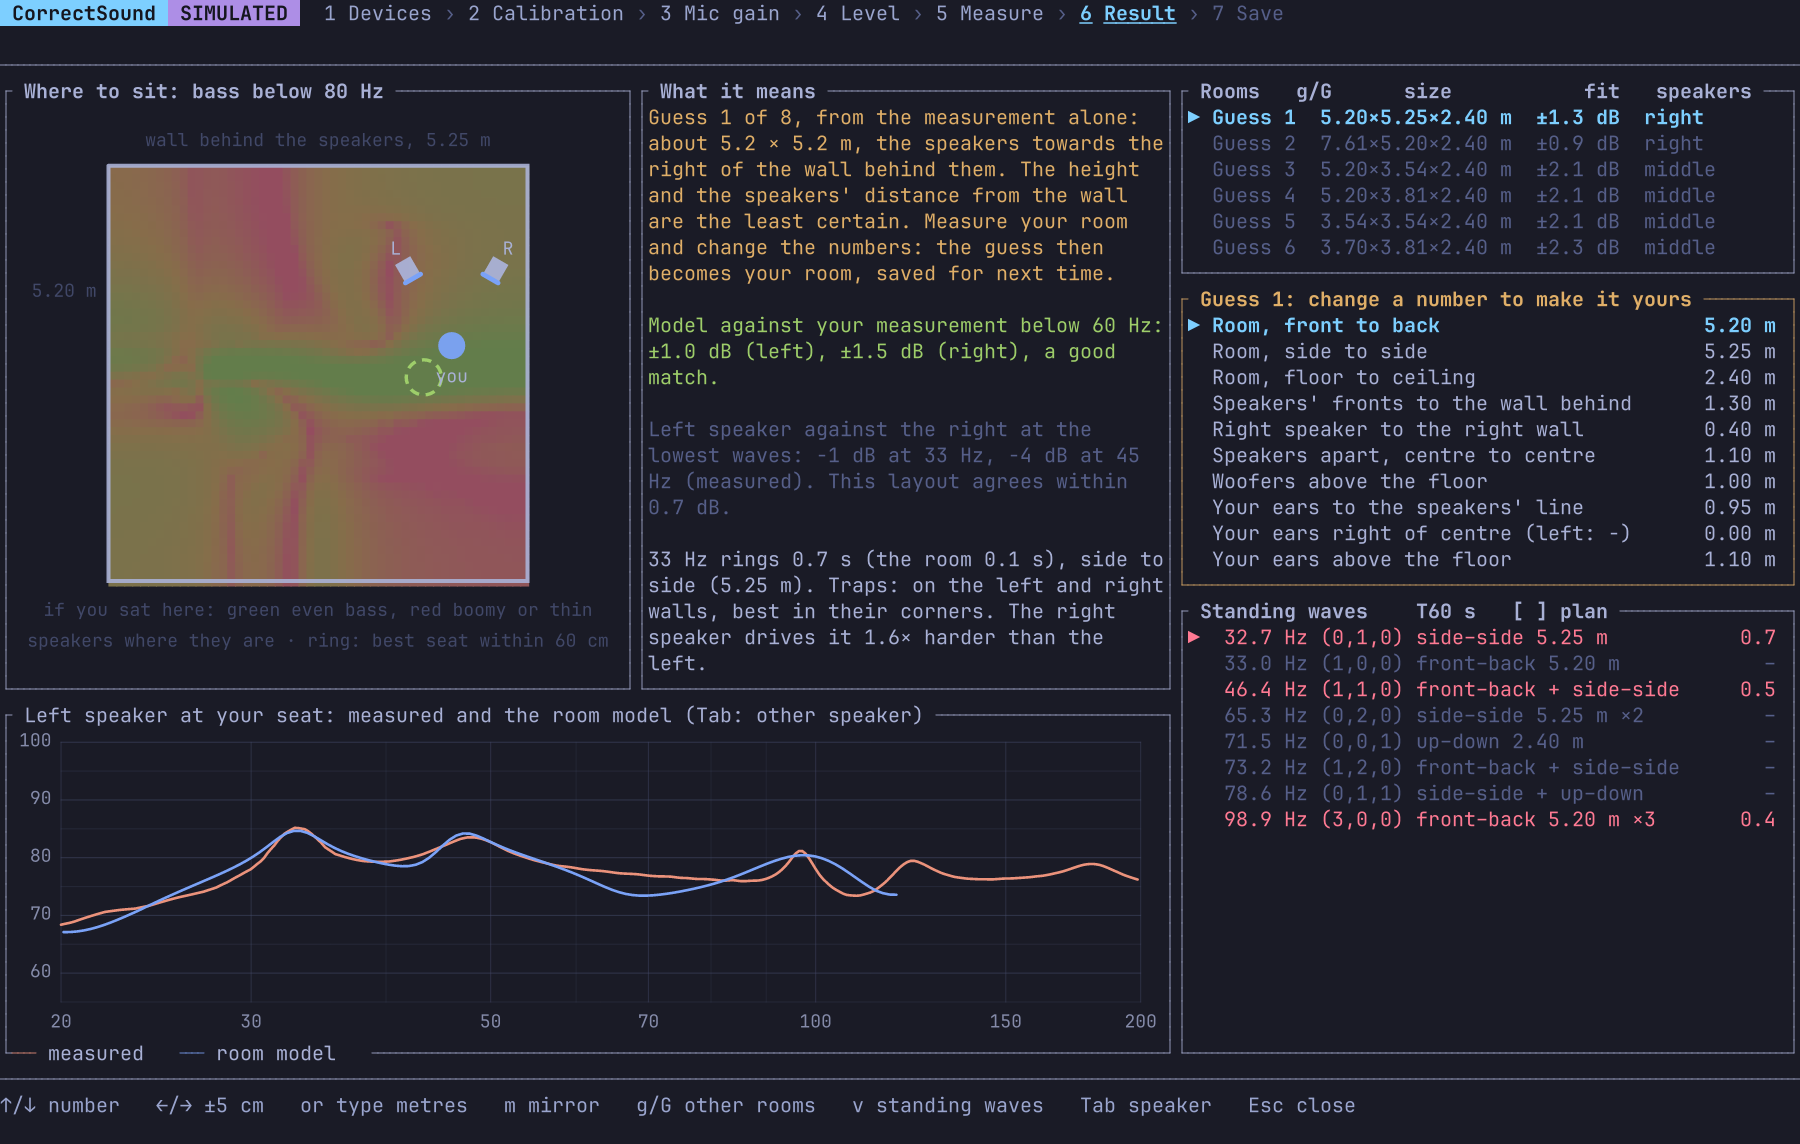 CorrectSound SIMULATED 1 Devices › 2 Calibration › 3 Mic gain › 4 Level › 5 Measure › 6 Result › 7 Save
Where to sit: bass below 80 Hz
wall behind the speakers, 5.25 m
L
R
5.20 m
you
if you sat here: green even bass, red boomy or thin
speakers where they are · ring: best seat within 60 cm
What it means
Guess 1 of 8, from the measurement alone:
about 5.2 × 5.2 m, the speakers towards the
right of the wall behind them. The height
and the speakers' distance from the wall
are the least certain. Measure your room
and change the numbers: the guess then
becomes your room, saved for next time.
Model against your measurement below 60 Hz:
±1.0 dB (left), ±1.5 dB (right), a good
match.
Left speaker against the right at the
lowest waves: -1 dB at 33 Hz, -4 dB at 45
Hz (measured). This layout agrees within
0.7 dB.
33 Hz rings 0.7 s (the room 0.1 s), side to
side (5.25 m). Traps: on the left and right
walls, best in their corners. The right
speaker drives it 1.6× harder than the
left.
Rooms g/G size fit speakers
▶ Guess 1 5.20×5.25×2.40 m ±1.3 dB right
Guess 2 7.61×5.20×2.40 m ±0.9 dB right
Guess 3 5.20×3.54×2.40 m ±2.1 dB middle
Guess 4 5.20×3.81×2.40 m ±2.1 dB middle
Guess 5 3.54×3.54×2.40 m ±2.1 dB middle
Guess 6 3.70×3.81×2.40 m ±2.3 dB middle
Guess 1: change a number to make it yours
▶ Room, front to back 5.20 m
Room, side to side 5.25 m
Room, floor to ceiling 2.40 m
Speakers' fronts to the wall behind 1.30 m
Right speaker to the right wall 0.40 m
Speakers apart, centre to centre 1.10 m
Woofers above the floor 1.00 m
Your ears to the speakers' line 0.95 m
Your ears right of centre (left: -) 0.00 m
Your ears above the floor 1.10 m
Standing waves T60 s [ ] plan
▶ 32.7 Hz (0,1,0) side-side 5.25 m 0.7
33.0 Hz (1,0,0) front-back 5.20 m –
46.4 Hz (1,1,0) front-back + side-side 0.5
65.3 Hz (0,2,0) side-side 5.25 m ×2 –
71.5 Hz (0,0,1) up-down 2.40 m –
73.2 Hz (1,2,0) front-back + side-side –
78.6 Hz (0,1,1) side-side + up-down –
98.9 Hz (3,0,0) front-back 5.20 m ×3 0.4
Left speaker at your seat: measured and the room model (Tab: other speaker)
100
90
80
70
60
20 30 50 70 100 150 200
measured room model
↑/↓ number ←/→ ±5 cm or type metres m mirror g/G other rooms v standing waves Tab speaker Esc close